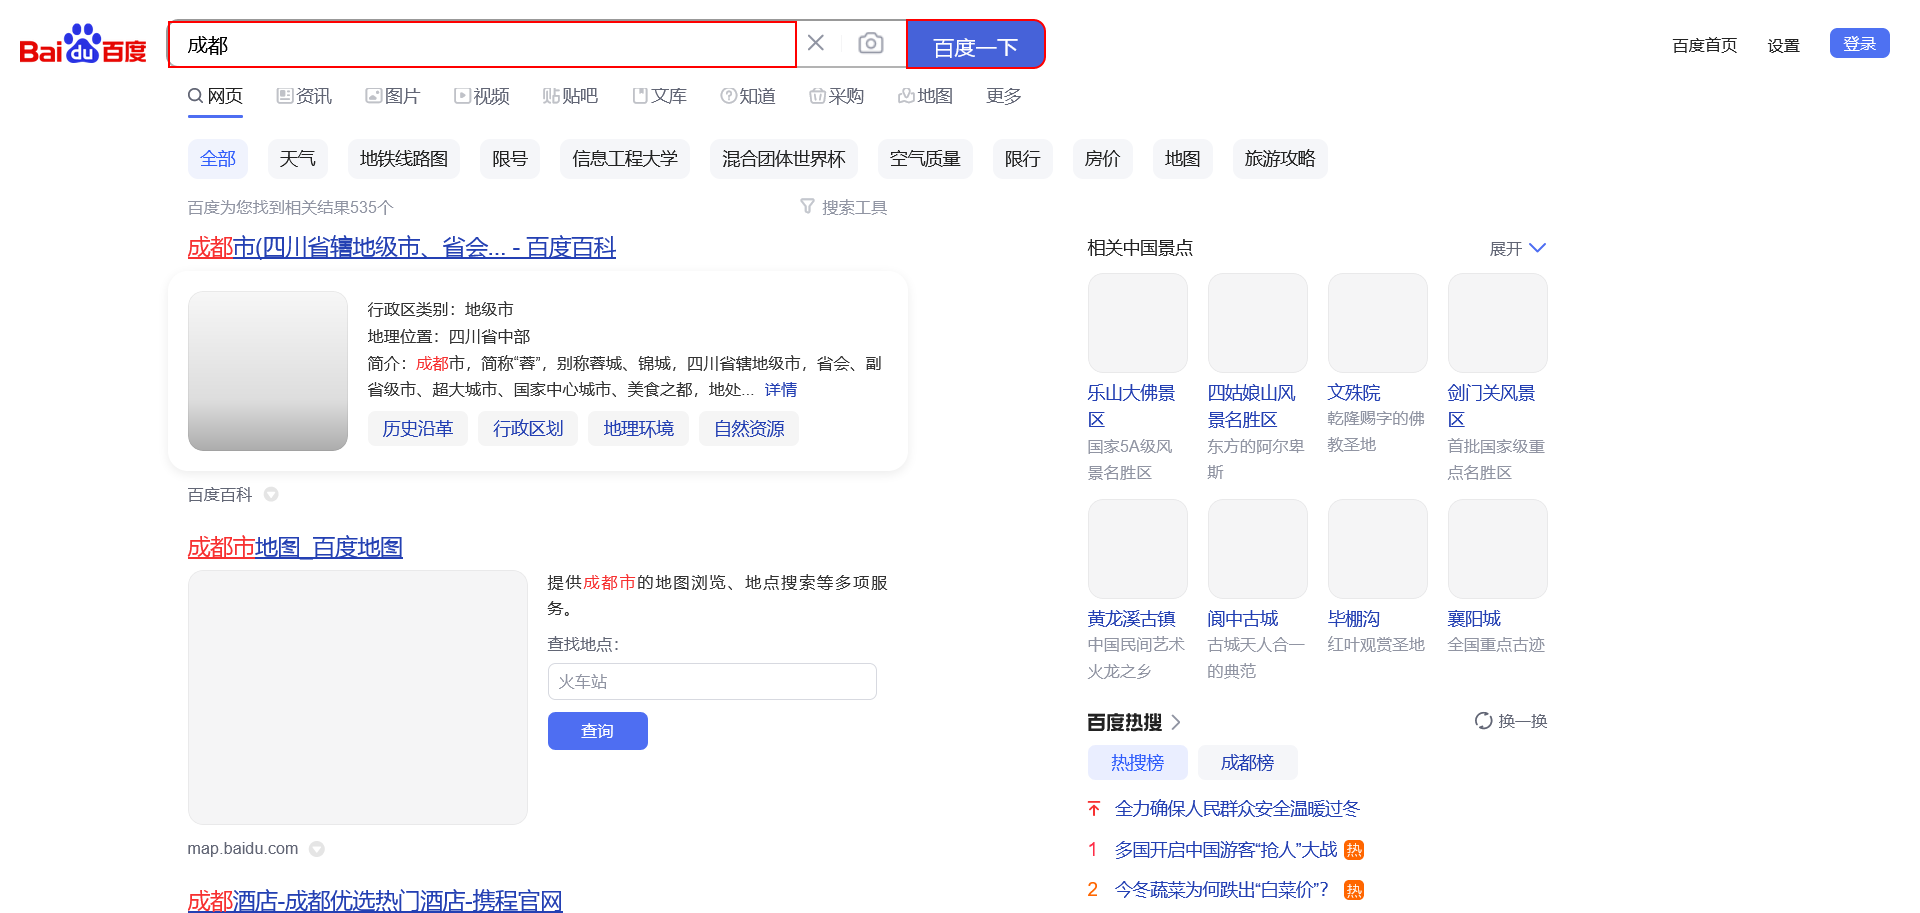 Bai du 百度
成都
百度一下
百度首页 设置 登录
网页 资讯 图片 视频 贴吧 文库 知道 采购 地图 更多
全部 天气 地铁线路图 限号 信息工程大学 混合团体世界杯 空气质量 限行 房价 地图 旅游攻略
百度为您找到相关结果535个 搜索工具
成都市(四川省辖地级市、省会... - 百度百科
行政区类别：地级市
地理位置：四川省中部
简介：成都市，简称“蓉”，别称蓉城、锦城，四川省辖地级市，省会、副
省级市、超大城市、国家中心城市、美食之都，地处... 详情
历史沿革 行政区划 地理环境 自然资源
百度百科
成都市地图_百度地图
提供成都市的地图浏览、地点搜索等多项服
务。
查找地点：
火车站
查询
map.baidu.com
成都酒店-成都优选热门酒店-携程官网
相关中国景点 展开
乐山大佛景
区
国家5A级风
景名胜区
四姑娘山风
景名胜区
东方的阿尔卑
斯
文殊院
乾隆赐字的佛
教圣地
剑门关风景
区
首批国家级重
点名胜区
黄龙溪古镇
中国民间艺术
火龙之乡
阆中古城
古城天人合一
的典范
毕棚沟
红叶观赏圣地
襄阳城
全国重点古迹
百度热搜 换一换
热搜榜 成都榜
全力确保人民群众安全温暖过冬
1 多国开启中国游客“抢人”大战 热
2 今冬蔬菜为何跌出“白菜价”？ 热